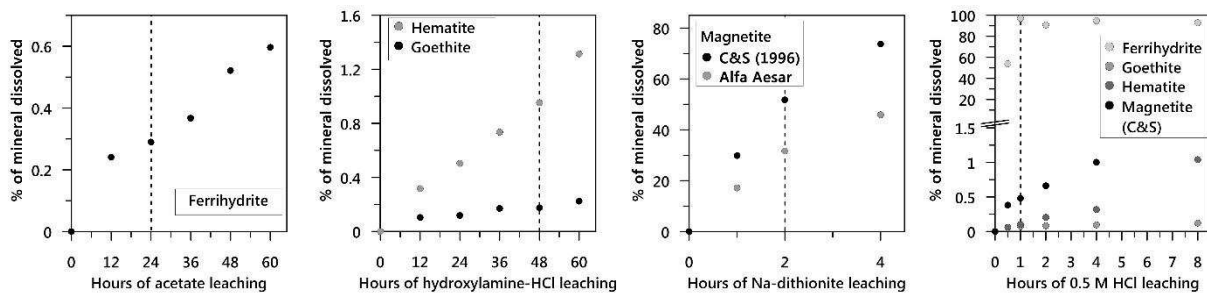 % of mineral dissolved
0.6
0.4
0.2
0
Ferrihydrite
0 12 24 36 48 60
Hours of acetate leaching
% of mineral dissolved
1.6
1.2
0.8
0.4
0
Hematite
Goethite
0 12 24 36 48 60
Hours of hydroxylamine-HCl leaching
% of mineral dissolved
80
60
40
20
0
Magnetite
C&S (1996)
Alfa Aesar
0 2 4
Hours of Na-dithionite leaching
% of mineral dissolved
100
80
60
40
20
1.5
1
0.5
0
Ferrihydrite
Goethite
Hematite
Magnetite
(C&S)
0 1 2 3 4 5 6 7 8
Hours of 0.5 M HCl leaching